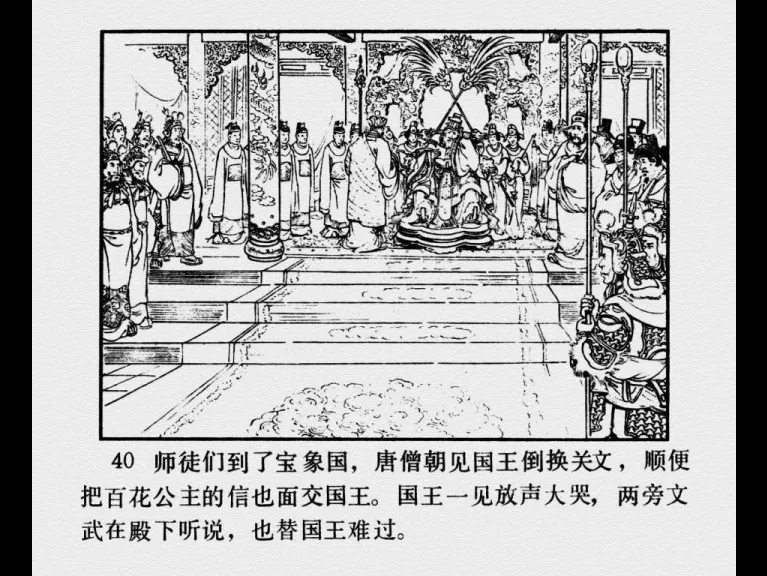 40 师徒们到了宝象国，唐僧朝见国王倒换关文，顺便
把百花公主的信也面交国王。国王一见放声大哭，两旁文
武在殿下听说，也替国王难过。